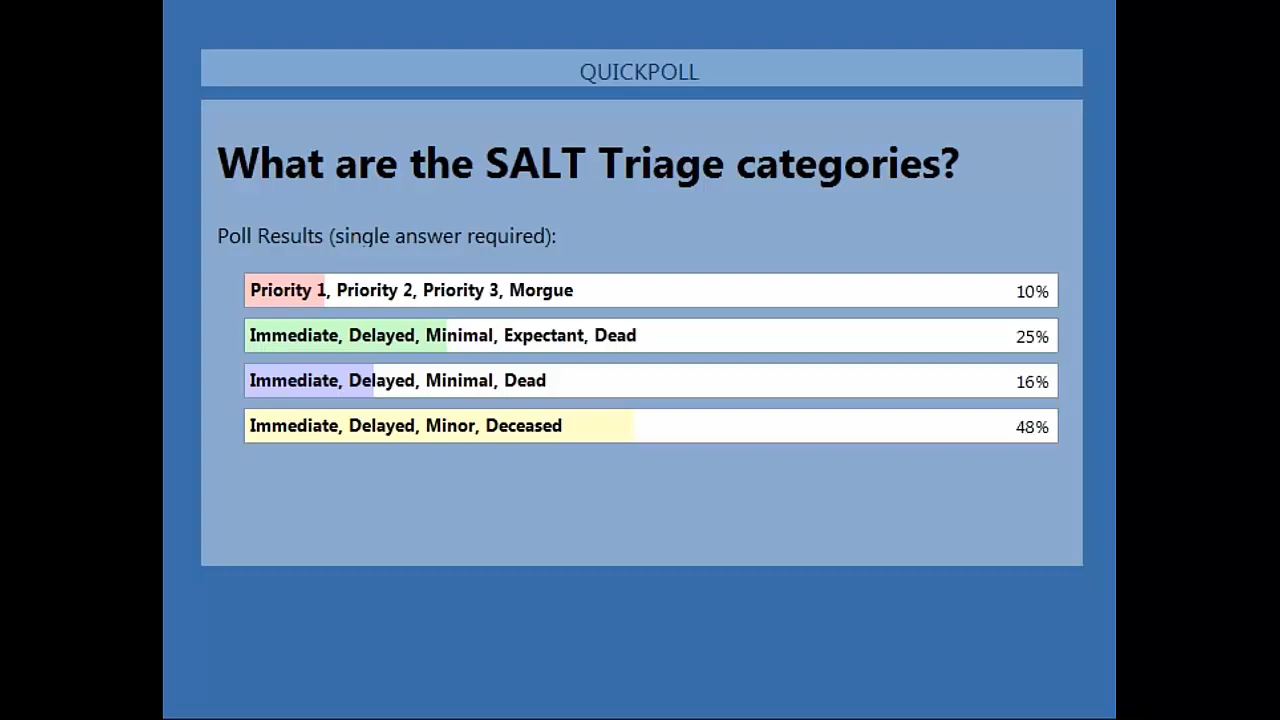 QUICKPOLL
What are the SALT Triage categories?
Poll Results (single answer required):
Priority 1, Priority 2, Priority 3, Morgue 10%
Immediate, Delayed, Minimal, Expectant, Dead 25%
Immediate, Delayed, Minimal, Dead 16%
Immediate, Delayed, Minor, Deceased 48%